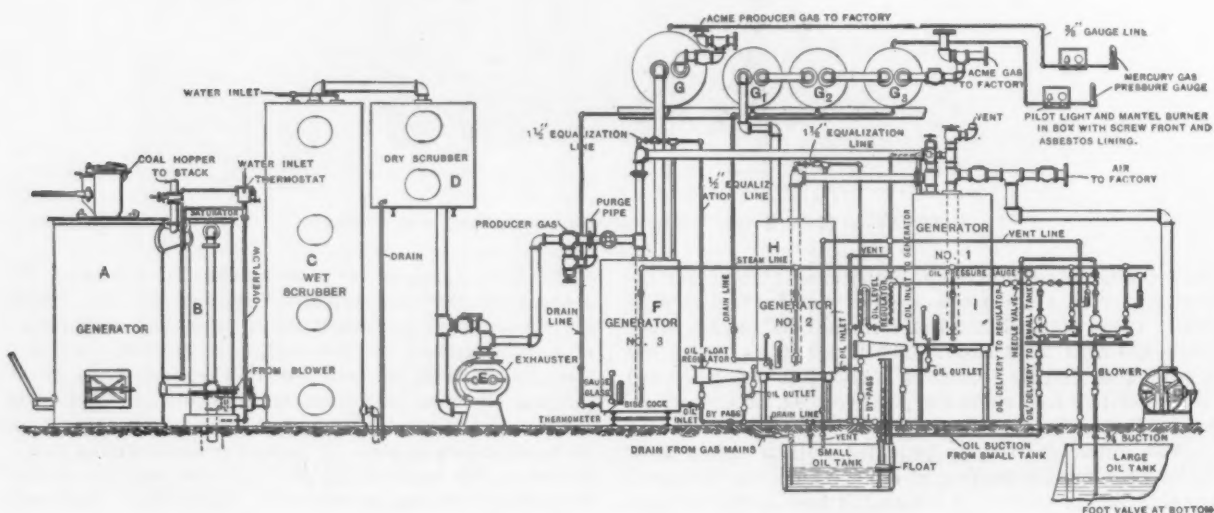 ACME PRODUCER GAS TO FACTORY
⅜" GAUGE LINE
ACME GAS
TO FACTORY
MERCURY GAS
PRESSURE GAUGE
PILOT LIGHT AND MANTEL BURNER
IN BOX WITH SCREW FRONT AND
ASBESTOS LINING.
G
G1
G2
G3
WATER INLET
COAL HOPPER
TO STACK
WATER INLET
THERMOSTAT
SATURATOR
DRY SCRUBBER
D
1½" EQUALIZATION
LINE
1½" EQUALIZATION
LINE
½" EQUALIZ-
ATION LINE
VENT
AIR
TO FACTORY
PURGE
PIPE
PRODUCER GAS
A
GENERATOR
B
OVERFLOW
C
WET
SCRUBBER
DRAIN
FROM BLOWER
E
EXHAUSTER
DRAIN
LINE
F
GENERATOR
NO. 3
STEAM LINE
DRAIN LINE
H
GENERATOR
NO. 2
VENT
OIL LEVEL
REGULATOR
OIL INLET TO GENERATOR
GENERATOR
NO. 1
I
VENT LINE
OIL PRESSURE GAUGE
NEEDLE VALVE
OIL DELIVERY TO REGULATOR
OIL DELIVERY TO SMALL TANK
BLOWER
GAUGE
GLASS
THERMOMETER
BIBB COCK
OIL
INLET
OIL FLOAT
REGULATOR
BY PASS
OIL OUTLET
OIL INLET
DRAIN LINE
BY-PASS
OIL OUTLET
DRAIN FROM GAS MAINS
VENT
SMALL
OIL TANK
FLOAT
OIL SUCTION
FROM SMALL TANK
SUCTION
LARGE
OIL TANK
FOOT VALVE AT BOTTOM